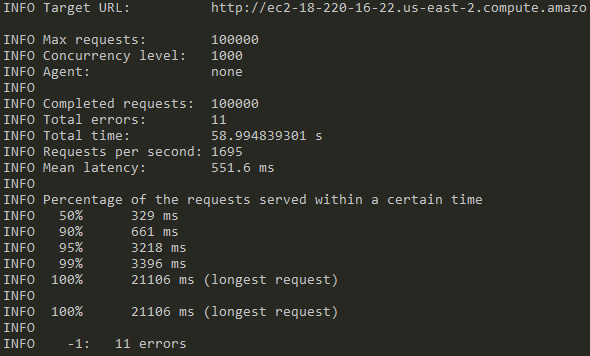 INFO Target URL:          http://ec2-18-220-16-22.us-east-2.compute.amazo
INFO Max requests:        100000
INFO Concurrency level:   1000
INFO Agent:               none
INFO
INFO Completed requests:  100000
INFO Total errors:        11
INFO Total time:          58.994839301 s
INFO Requests per second: 1695
INFO Mean latency:        551.6 ms
INFO
INFO Percentage of the requests served within a certain time
INFO   50%      329 ms
INFO   90%      661 ms
INFO   95%      3218 ms
INFO   99%      3396 ms
INFO  100%      21106 ms (longest request)
INFO
INFO  100%      21106 ms (longest request)
INFO
INFO    -1:   11 errors